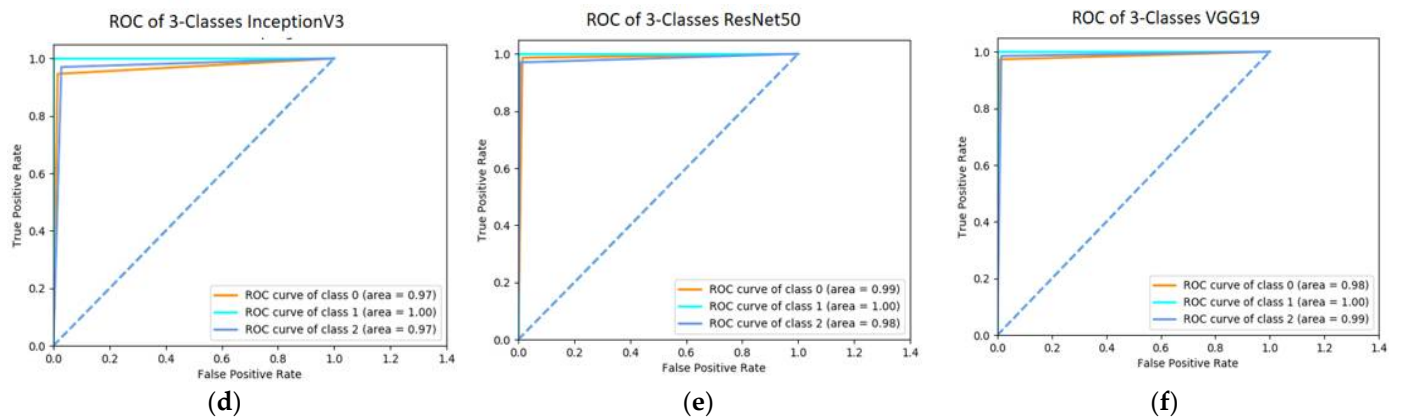 ROC of 3-Classes InceptionV3
1.0
0.8
0.6
0.4
0.2
0.0
True Positive Rate
ROC curve of class 0 (area = 0.97)
ROC curve of class 1 (area = 1.00)
ROC curve of class 2 (area = 0.97)
0.0 0.2 0.4 0.6 0.8 1.0 1.2 1.4
False Positive Rate
(d)
ROC of 3-Classes ResNet50
1.0
0.8
0.6
0.4
0.2
0.0
True Positive Rate
ROC curve of class 0 (area = 0.99)
ROC curve of class 1 (area = 1.00)
ROC curve of class 2 (area = 0.98)
0.0 0.2 0.4 0.6 0.8 1.0 1.2 1.4
False Positive Rate
(e)
ROC of 3-Classes VGG19
1.0
0.8
0.6
0.4
0.2
0.0
True Positive Rate
ROC curve of class 0 (area = 0.98)
ROC curve of class 1 (area = 1.00)
ROC curve of class 2 (area = 0.99)
0.0 0.2 0.4 0.6 0.8 1.0 1.2 1.4
False Positive Rate
(f)